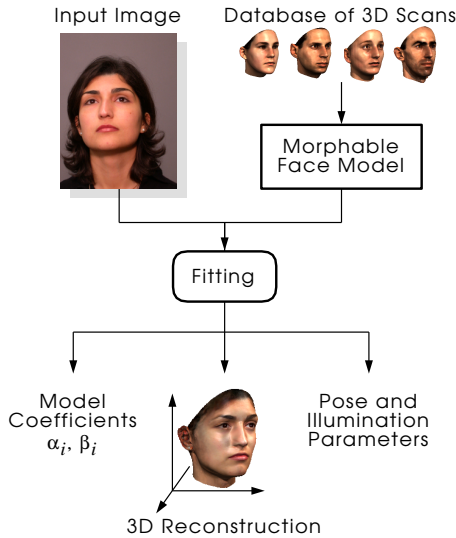 Input Image
Database of 3D Scans
Morphable
Face Model
Fitting
Model
Coefficients
αi, βi
Pose and
Illumination
Parameters
3D Reconstruction